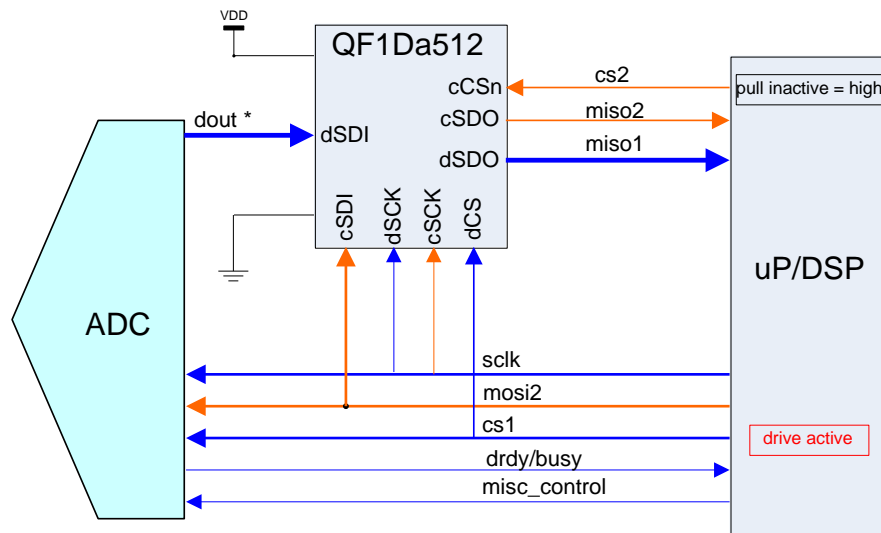 VDD
QF1Da512
cCSn
cs2
pull inactive = high
dout *
dSDI
cSDO
miso2
dSDO
miso1
cSDI
dSCK
cSCK
dCS
uP/DSP
ADC
sclk
mosi2
cs1
drive active
drdy/busy
misc_control